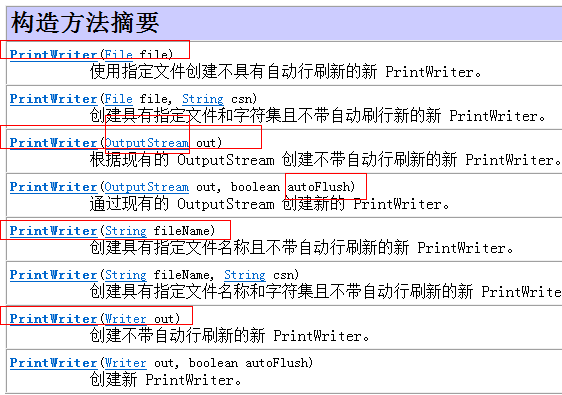 构造方法摘要
PrintWriter(File file)
使用指定文件创建不具有自动行刷新的新 PrintWriter。
PrintWriter(File file, String csn)
创建具有指定文件和字符集且不带自动刷行新的新 PrintWriter。
PrintWriter(OutputStream out)
根据现有的 OutputStream 创建不带自动行刷新的新 PrintWriter。
PrintWriter(OutputStream out, boolean autoFlush)
通过现有的 OutputStream 创建新的 PrintWriter。
PrintWriter(String fileName)
创建具有指定文件名称且不带自动行刷新的新 PrintWriter。
PrintWriter(String fileName, String csn)
创建具有指定文件名称和字符集且不带自动行刷新的新 PrintWrite
PrintWriter(Writer out)
创建不带自动行刷新的新 PrintWriter。
PrintWriter(Writer out, boolean autoFlush)
创建新 PrintWriter。